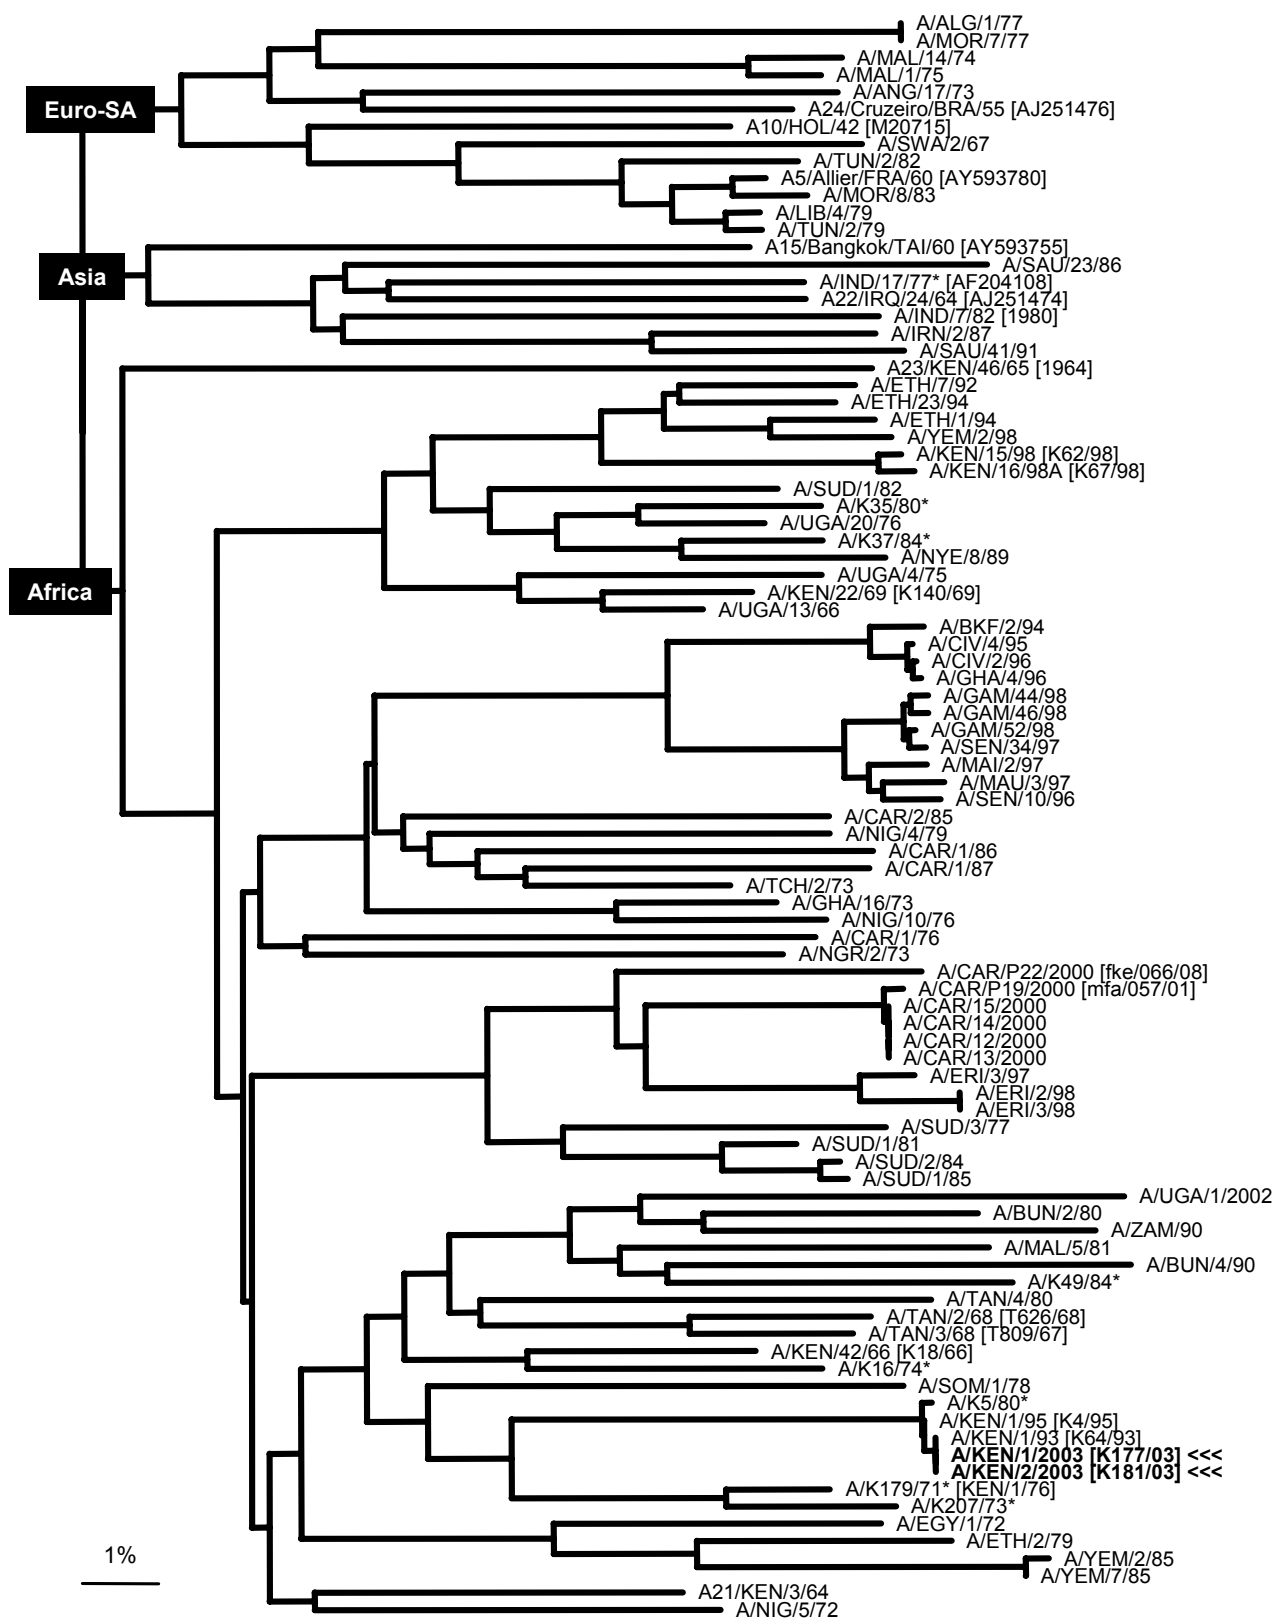 A/ALG/1/77
A/MOR/7/77
A/MAL/14/74
A/MAL/1/75
A/ANG/17/73
Euro-SA
A24/Cruzeiro/BRA/55 [AJ251476]
A10/HOL/42 [M20715]
A/SWA/2/67
A/TUN/2/82
A5/Allier/FRA/60 [AY593780]
A/MOR/8/83
A/LIB/4/79
A/TUN/2/79
A15/Bangkok/TAI/60 [AY593755]
A/SAU/23/86
Asia
A/IND/17/77* [AF204108]
A22/IRQ/24/64 [AJ251474]
A/IND/7/82 [1980]
A/IRN/2/87
A/SAU/41/91
A23/KEN/46/65 [1964]
A/ETH/7/92
A/ETH/23/94
A/ETH/1/94
A/YEM/2/98
A/KEN/15/98 [K62/98]
A/KEN/16/98A [K67/98]
A/SUD/1/82
A/K35/80*
A/UGA/20/76
A/K37/84*
A/NYE/8/89
A/UGA/4/75
Africa
A/KEN/22/69 [K140/69]
A/UGA/13/66
A/BKF/2/94
A/CIV/4/95
A/CIV/2/96
A/GHA/4/96
A/GAM/44/98
A/GAM/46/98
A/GAM/52/98
A/SEN/34/97
A/MAI/2/97
A/MAU/3/97
A/SEN/10/96
A/CAR/2/85
A/NIG/4/79
A/CAR/1/86
A/CAR/1/87
A/TCH/2/73
A/GHA/16/73
A/NIG/10/76
A/CAR/1/76
A/NGR/2/73
A/CAR/P22/2000 [fke/066/08]
A/CAR/P19/2000 [mfa/057/01]
A/CAR/15/2000
A/CAR/14/2000
A/CAR/12/2000
A/CAR/13/2000
A/ERI/3/97
A/ERI/2/98
A/ERI/3/98
A/SUD/3/77
A/SUD/1/81
A/SUD/2/84
A/SUD/1/85
A/UGA/1/2002
A/BUN/2/80
A/ZAM/90
A/MAL/5/81
A/BUN/4/90
A/K49/84*
A/TAN/4/80
A/TAN/2/68 [T626/68]
A/TAN/3/68 [T809/67]
A/KEN/42/66 [K18/66]
A/K16/74*
A/SOM/1/78
A/K5/80*
A/KEN/1/95 [K4/95]
A/KEN/1/93 [K64/93]
A/KEN/1/2003 [K177/03] <<<
A/KEN/2/2003 [K181/03] <<<
A/K179/71* [KEN/1/76]
A/K207/73*
A/EGY/1/72
A/ETH/2/79
1%
A/YEM/2/85
A/YEM/7/85
A21/KEN/3/64
A/NIG/5/72